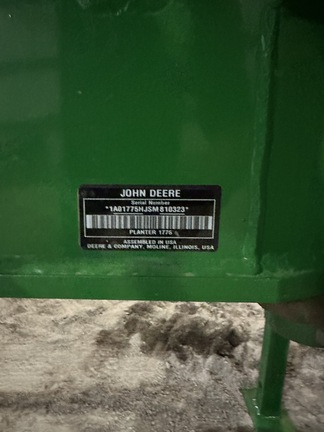 JOHN DEERE
Serial Number
*1A01775HJSM810323*
PLANTER 1775
ASSEMBLED IN USA
DEERE & COMPANY, MOLINE, ILLINOIS, USA